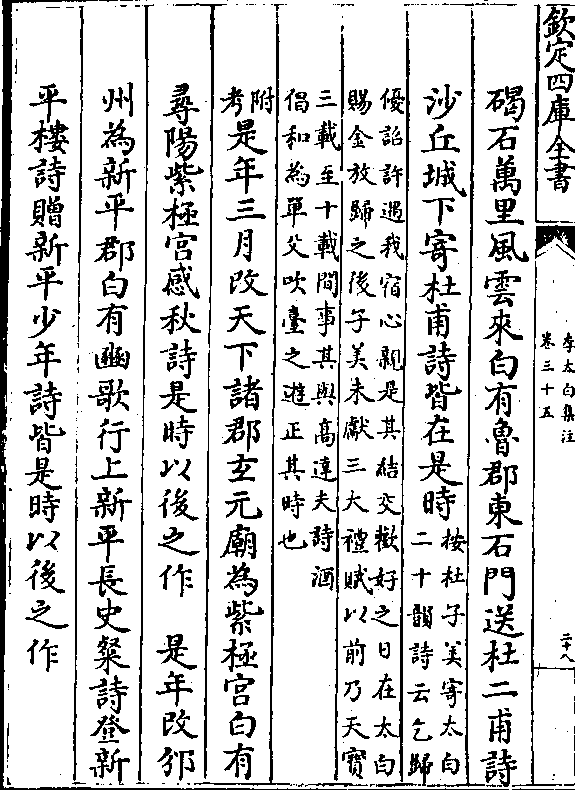 欽定四庫全書
李太白集注
卷三十五
二十八
碣石萬里風雲來白有魯郡東石門送杜二甫詩
沙丘城下寄杜甫詩皆在是時
按杜子美寄太白
二十韻詩云乞歸
優詔許遇我宿心親是其結交歡好之日在太白
賜金放歸之後子美未獻三大禮賦以前乃天寶
三載至十載間事其與高達夫詩酒
倡和為單父吹臺之遊正其時也
附考
是年三月改天下諸郡玄元廟為紫極宮白有
尋陽紫極宮感秋詩是時以後之作　是年改邠
州為新平郡白有豳歌行上新平長史粲詩登新
平樓詩贈新平少年詩皆是時以後之作